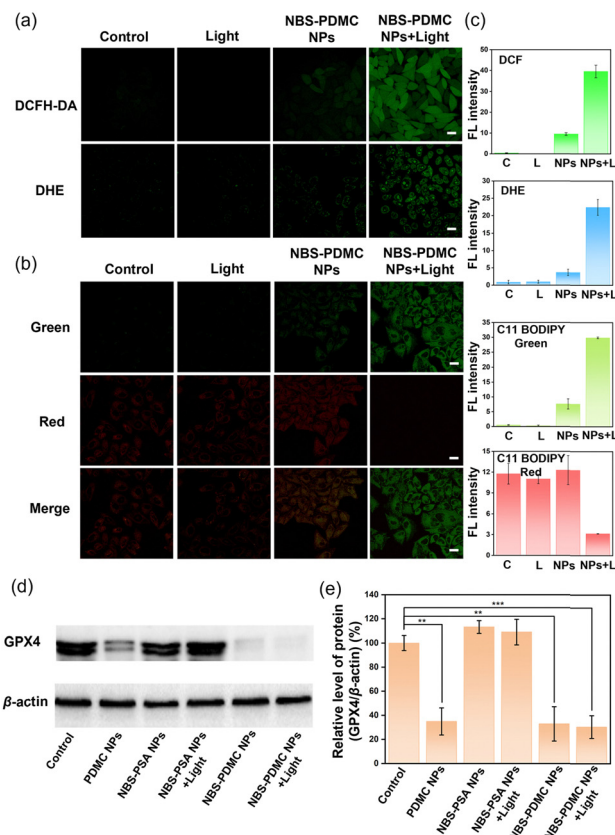 (a)
Control
Light
NBS-PDMC
NPs
NBS-PDMC
NPs+Light
DCFH-DA
DHE
(b)
Control
Light
NBS-PDMC
NPs
NBS-PDMC
NPs+Light
Green
Red
Merge
(c)
DCF
FL intensity
50
40
30
20
10
0
C L NPs NPs+L
DHE
FL intensity
25
20
15
10
5
0
C L NPs NPs+L
C11 BODIPY
Green
FL intensity
35
30
25
20
15
10
5
0
C L NPs NPs+L
C11 BODIPY
Red
FL intensity
15
12
9
6
3
0
C L NPs NPs+L
(d)
GPX4
β-actin
Control
PDMC NPs
NBS-PSA NPs
NBS-PSA NPs
+Light
NBS-PDMC NPs
NBS-PDMC NPs
+Light
(e)
Relative level of protein
(GPX4/β-actin) (%)
140
120
100
80
60
40
20
0
***
**
**
Control
PDMC NPs
NBS-PSA NPs
NBS-PSA NPs
+Light
NBS-PDMC NPs
NBS-PDMC NPs
+Light